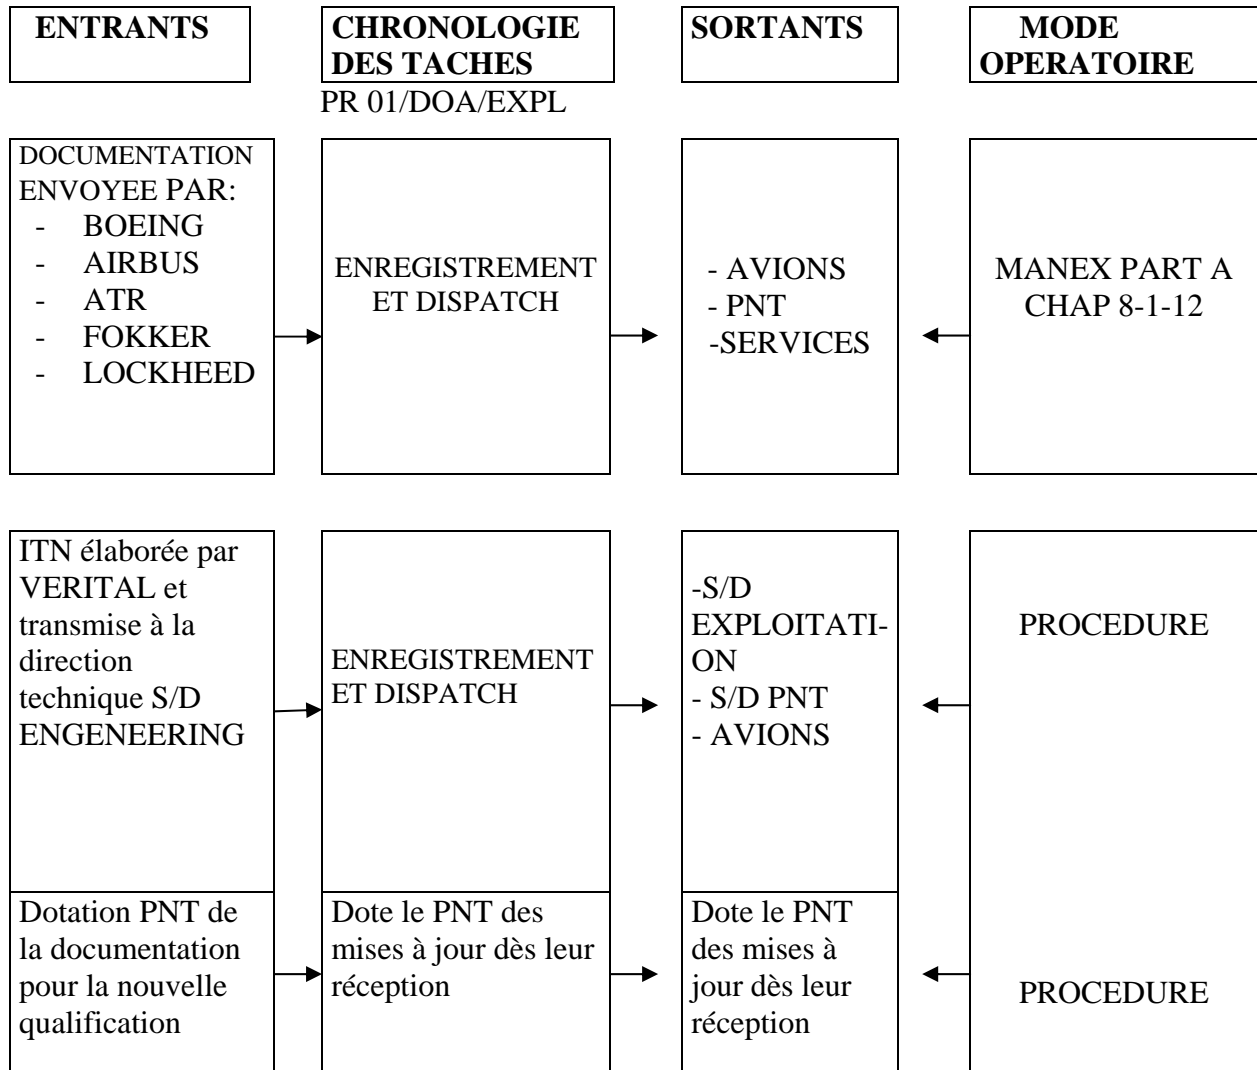 ENTRANTS
CHRONOLOGIE
DES TACHES
SORTANTS
MODE
OPERATOIRE
PR 01/DOA/EXPL
DOCUMENTATION
ENVOYEE PAR:
- BOEING
- AIRBUS
- ATR
- FOKKER
- LOCKHEED
ENREGISTREMENT
ET DISPATCH
- AVIONS
- PNT
-SERVICES
MANEX PART A
CHAP 8-1-12
ITN élaborée par
VERITAL et
transmise à la
direction
technique S/D
ENGENEERING
ENREGISTREMENT
ET DISPATCH
-S/D
EXPLOITATI-
ON
- S/D PNT
- AVIONS
PROCEDURE
Dotation PNT de
la documentation
pour la nouvelle
qualification
Dote le PNT des
mises à jour dès leur
réception
Dote le PNT
des mises à
jour dès leur
réception
PROCEDURE